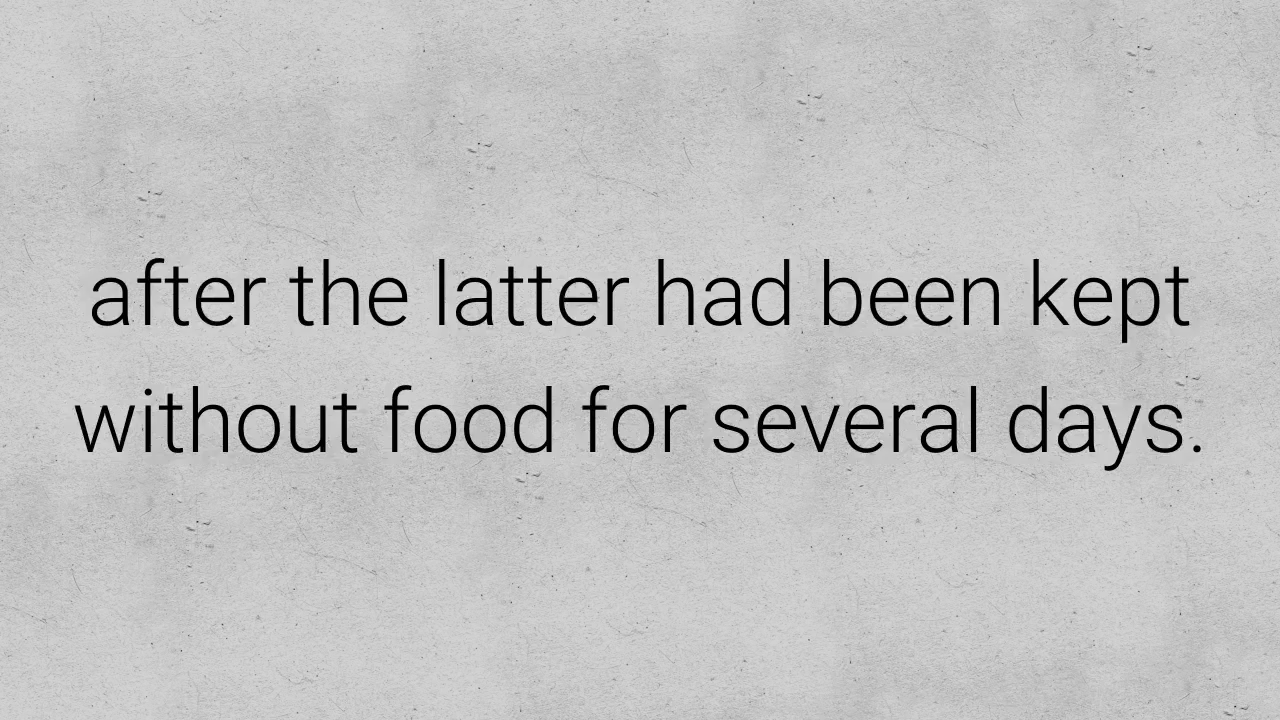 after the latter had been kept
without food for several days.